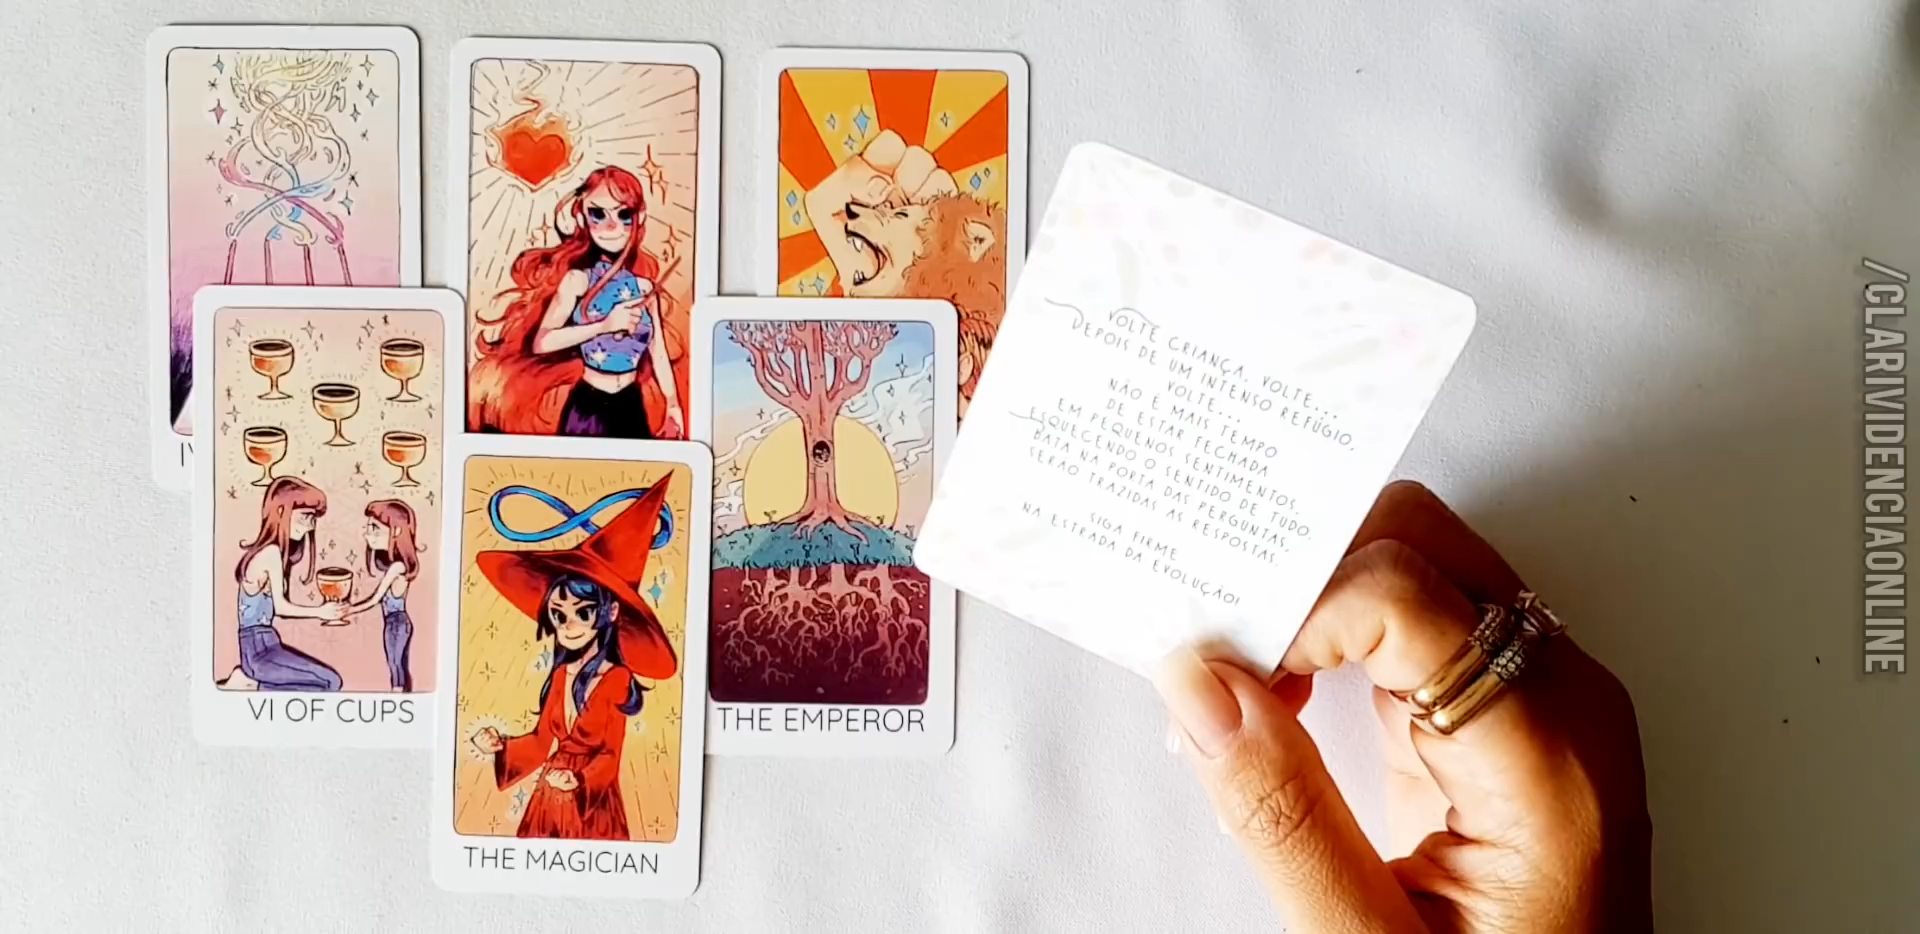 IV
VI OF CUPS
THE MAGICIAN
THE EMPEROR
VOLTE CRIANÇA, VOLTE...
DEPOIS DE UM INTENSO REFÚGIO,
VOLTE...
NÃO É MAIS TEMPO
DE ESTAR FECHADA
EM PEQUENOS SENTIMENTOS,
ESQUECENDO O SENTIDO DE TUDO.
BATA NA PORTA DAS PERGUNTAS,
SERÃO TRAZIDAS AS RESPOSTAS.
SIGA FIRME
NA ESTRADA DA EVOLUÇÃO!
/CLARIVIDENCIAONLINE